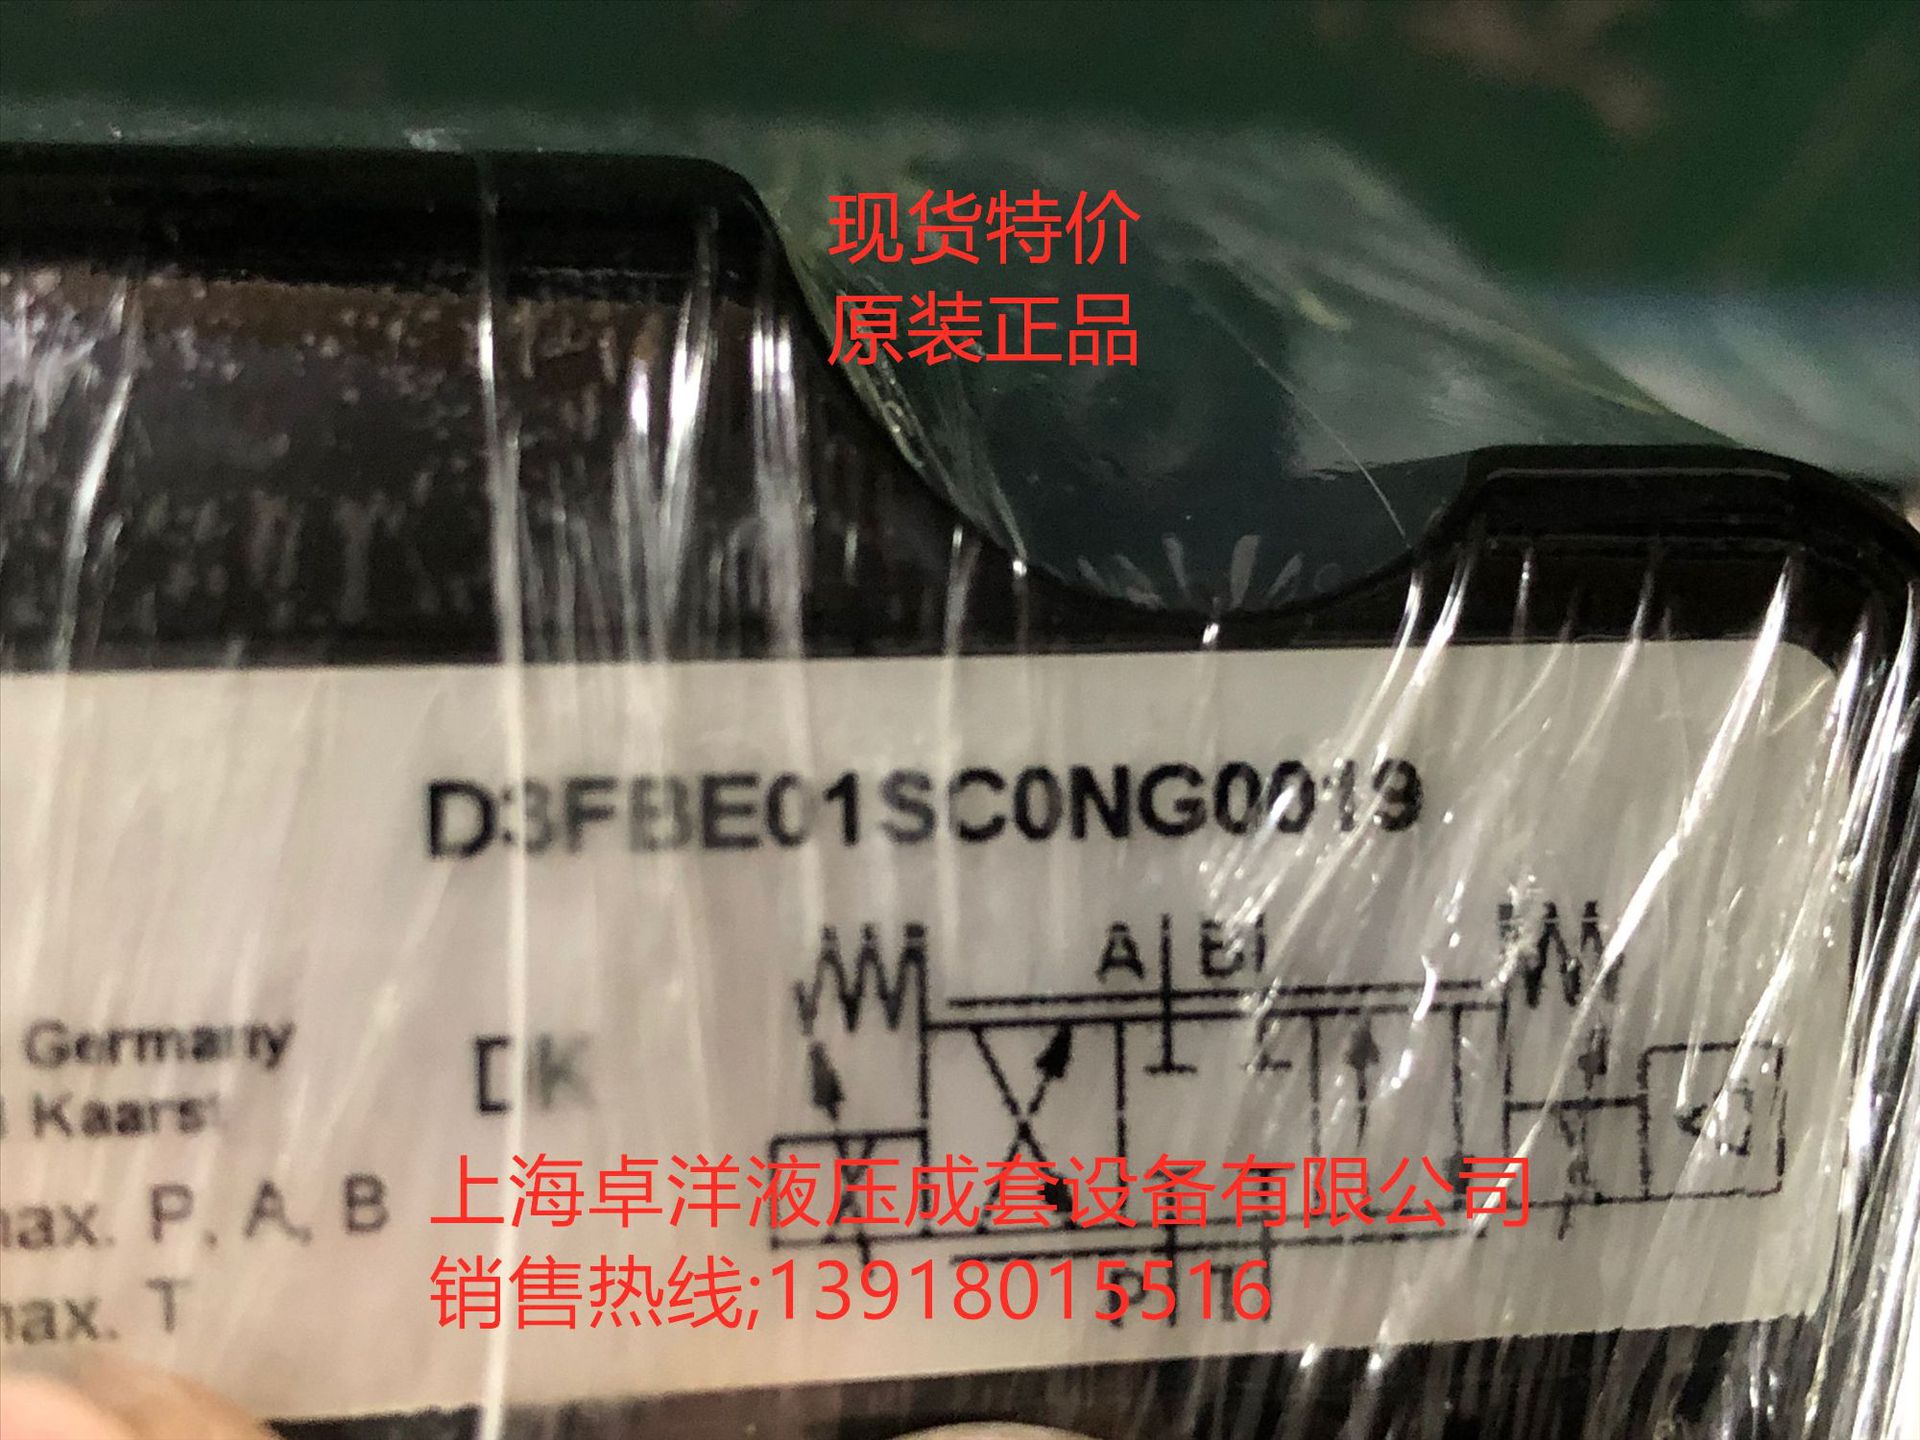 现货特价
原装正品
D3FBE01SC0NG0019
A B
Germany
Kaarst
DK
max. P, A, B
max. T
上海卓洋液压成套设备有限公司
销售热线;13918015516
P T